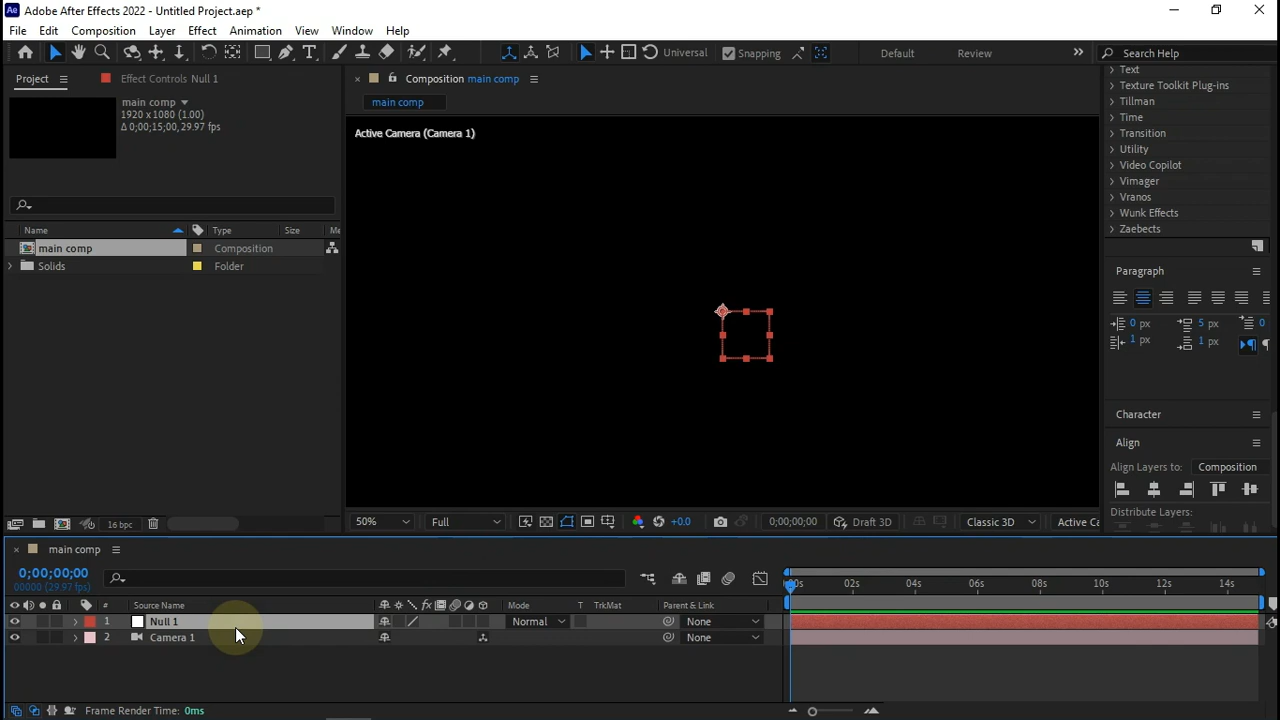 Ae Adobe After Effects 2022 - Untitled Project.aep *
File Edit Composition Layer Effect Animation View Window Help
Universal Snapping Default Review Search Help
Project Effect Controls Null 1
Composition main comp
main comp
1920 x 1080 (1.00)
Δ 0;00;15;00, 29.97 fps
main comp
Active Camera (Camera 1)
Name Type Size Me
main comp Composition
Solids Folder
Text
Texture Toolkit Plug-ins
Tillman
Time
Transition
Utility
Video Copilot
Vimager
Vranos
Wunk Effects
Zaebects
Paragraph
0 px 5 px 0
1 px 1 px
Character
Align
Align Layers to: Composition
Distribute Layers:
16 bpc
50% Full +0.0 0;00;00;00 Draft 3D Classic 3D Active Ca
main comp
0;00;00;00
00000 (29.97 fps)
00s 02s 04s 06s 08s 10s 12s 14s
# Source Name Mode T TrkMat Parent & Link
1 Null 1 Normal None
2 Camera 1 None
Frame Render Time: 0ms